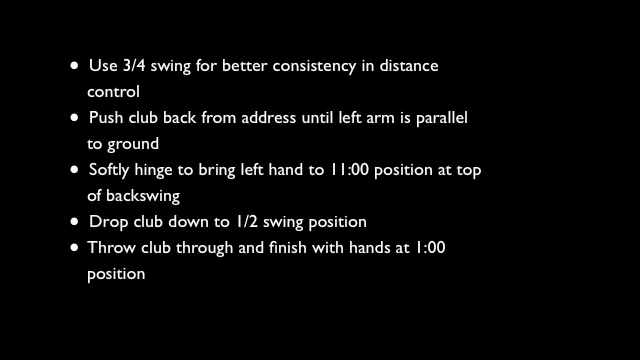 • Use 3/4 swing for better consistency in distance
control
• Push club back from address until left arm is parallel
to ground
• Softly hinge to bring left hand to 11:00 position at top
of backswing
• Drop club down to 1/2 swing position
• Throw club through and finish with hands at 1:00
position